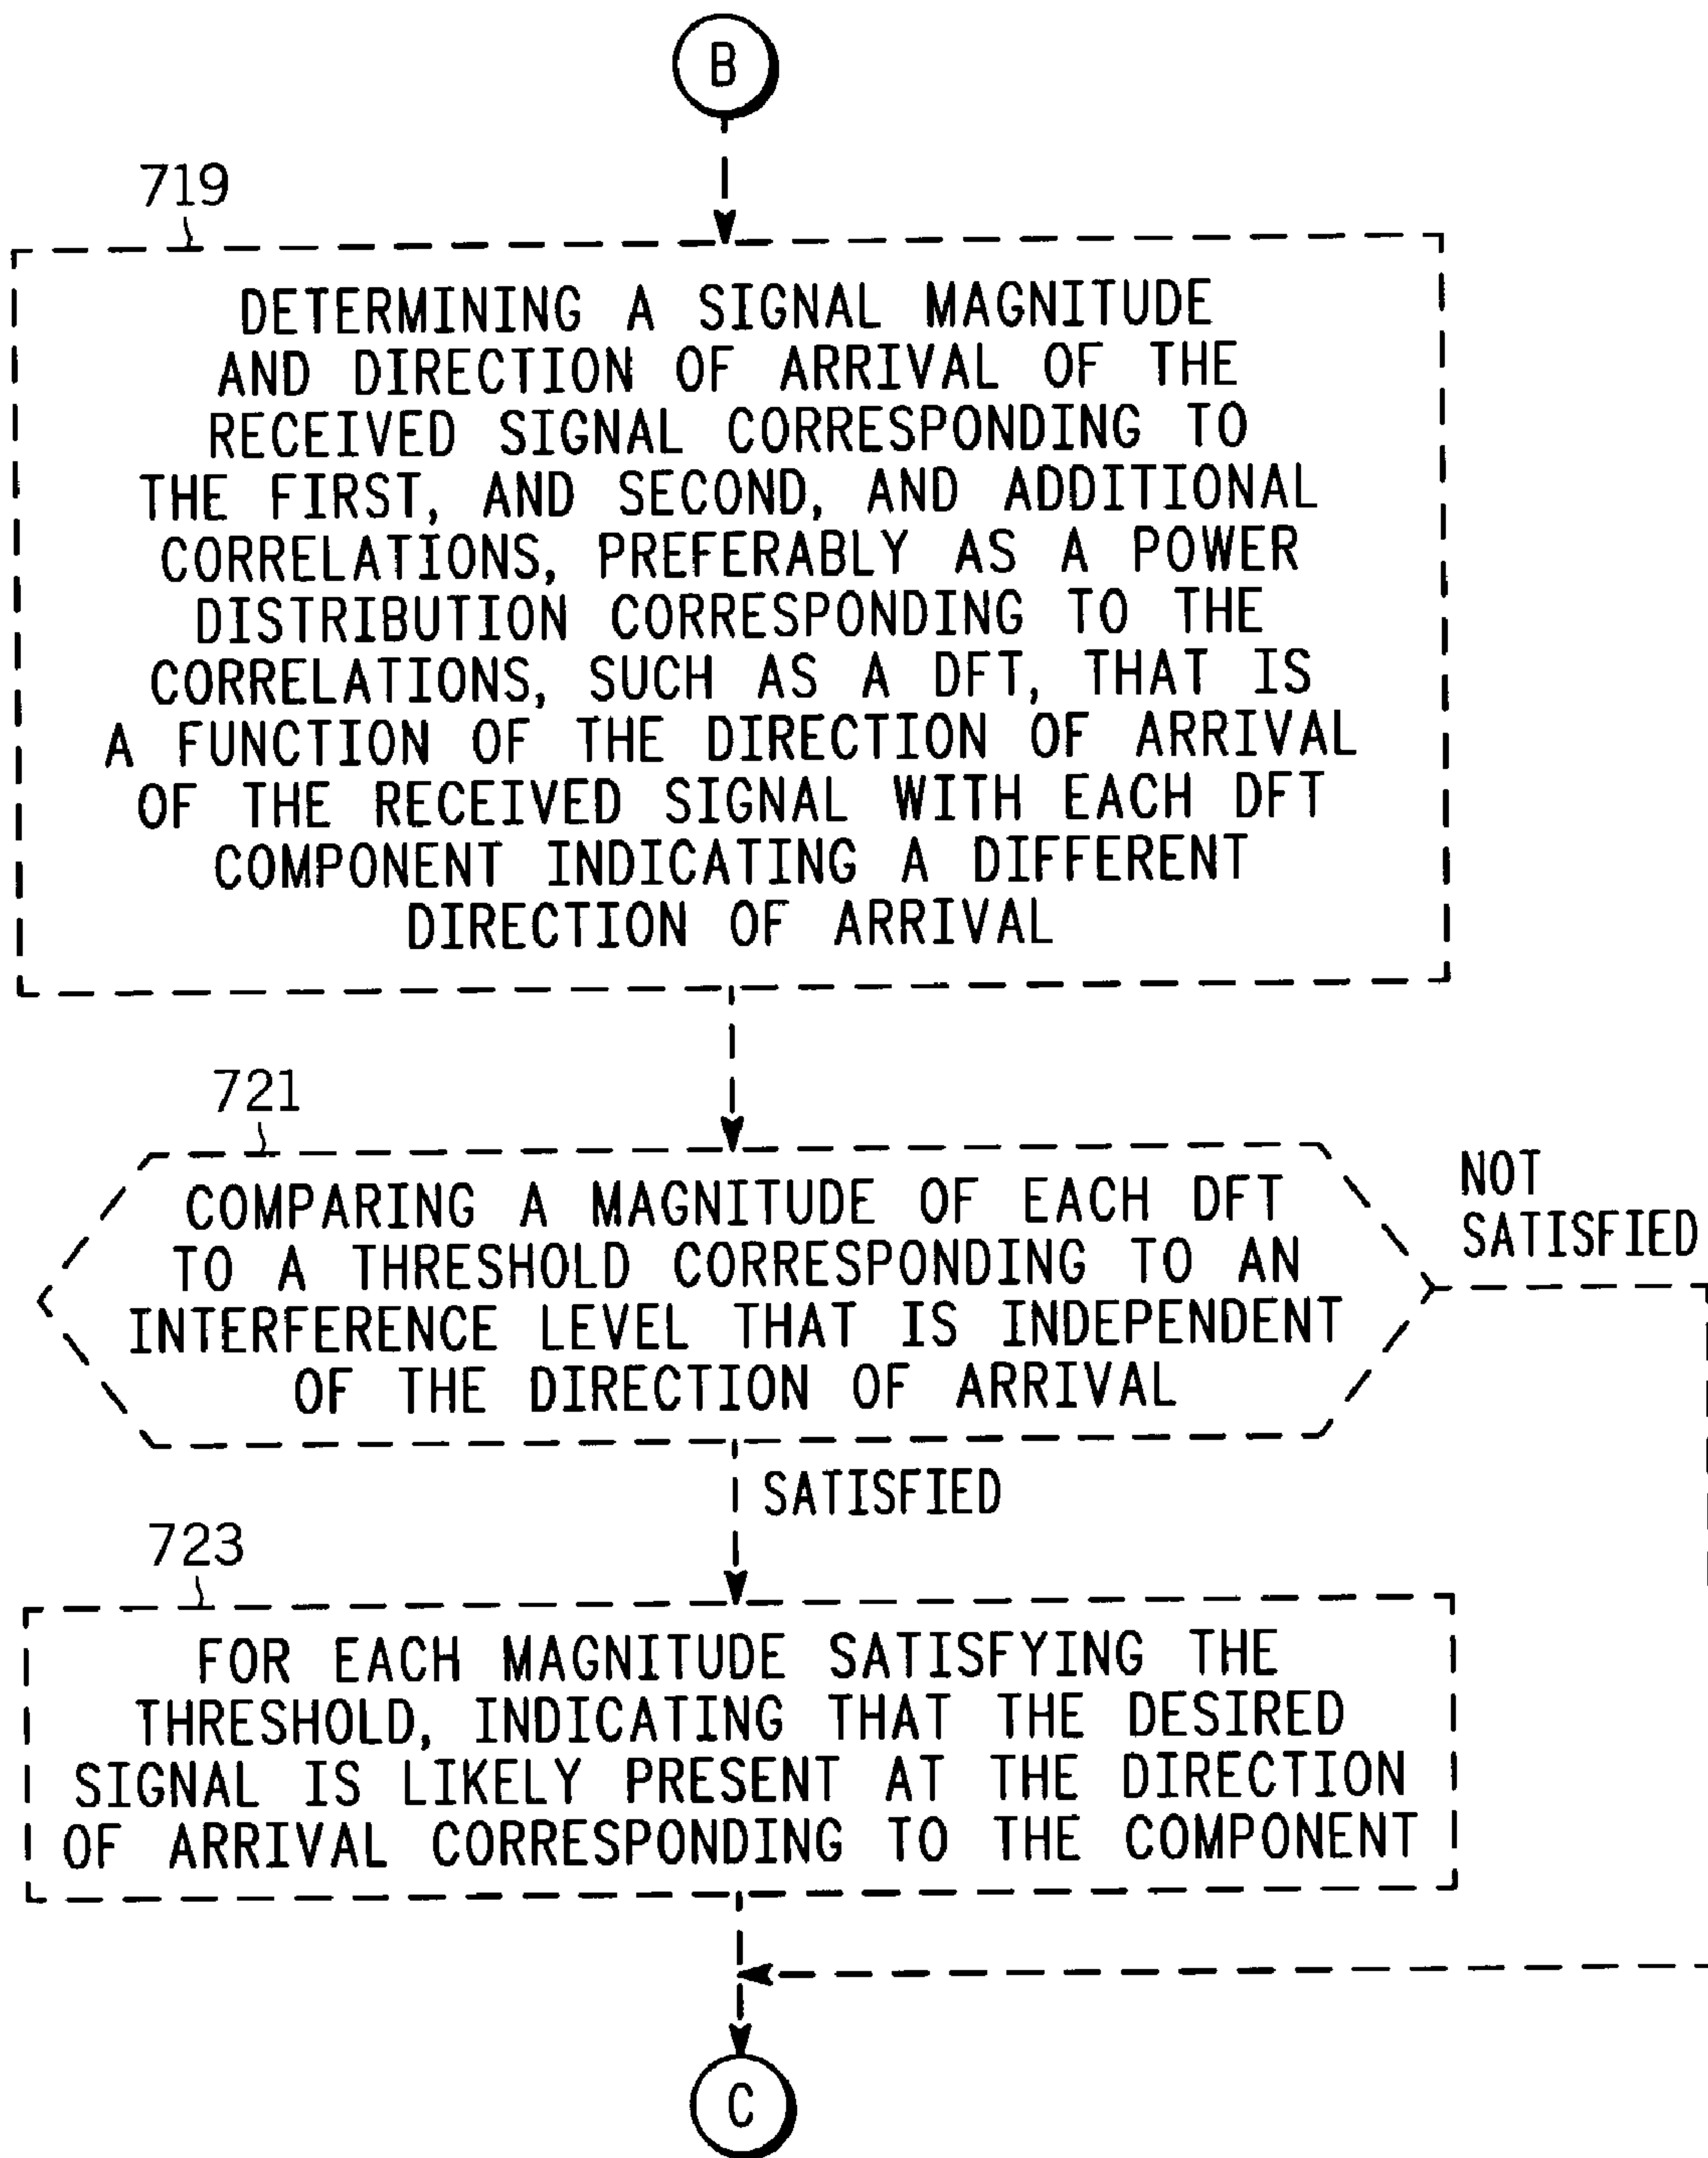 B
719
DETERMINING A SIGNAL MAGNITUDE
AND DIRECTION OF ARRIVAL OF THE
RECEIVED SIGNAL CORRESPONDING TO
THE FIRST, AND SECOND, AND ADDITIONAL
CORRELATIONS, PREFERABLY AS A POWER
DISTRIBUTION CORRESPONDING TO THE
CORRELATIONS, SUCH AS A DFT, THAT IS
A FUNCTION OF THE DIRECTION OF ARRIVAL
OF THE RECEIVED SIGNAL WITH EACH DFT
COMPONENT INDICATING A DIFFERENT
DIRECTION OF ARRIVAL
721
COMPARING A MAGNITUDE OF EACH DFT
TO A THRESHOLD CORRESPONDING TO AN
INTERFERENCE LEVEL THAT IS INDEPENDENT
OF THE DIRECTION OF ARRIVAL
NOT
SATISFIED
SATISFIED
723
FOR EACH MAGNITUDE SATISFYING THE
THRESHOLD, INDICATING THAT THE DESIRED
SIGNAL IS LIKELY PRESENT AT THE DIRECTION
OF ARRIVAL CORRESPONDING TO THE COMPONENT
C